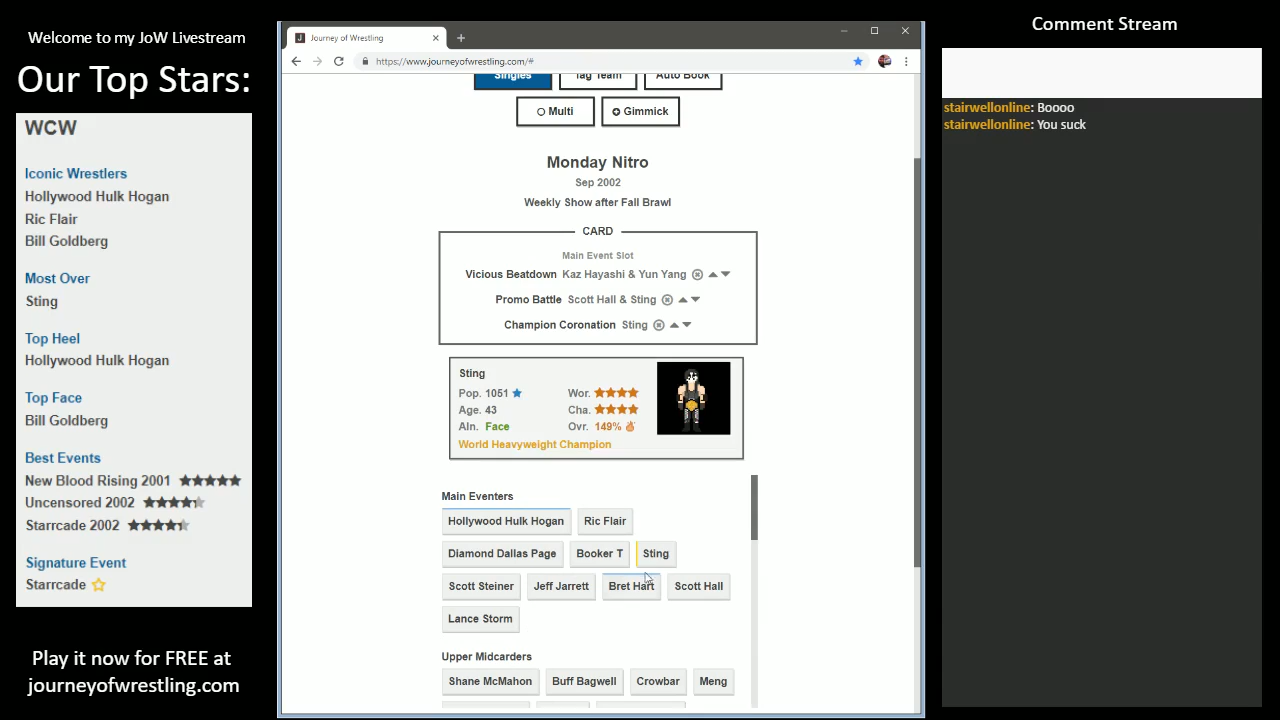 Welcome to my JoW Livestream
Our Top Stars:
WCW
Iconic Wrestlers
Hollywood Hulk Hogan
Ric Flair
Bill Goldberg
Most Over
Sting
Top Heel
Hollywood Hulk Hogan
Top Face
Bill Goldberg
Best Events
New Blood Rising 2001 ★★★★★
Uncensored 2002
Starrcade 2002
Signature Event
Starrcade
Play it now for FREE at
journeyofwrestling.com
Journey of Wrestling
https://www.journeyofwrestling.com/#
Singles Tag Team Auto Book
Multi Gimmick
Monday Nitro
Sep 2002
Weekly Show after Fall Brawl
CARD
Main Event Slot
Vicious Beatdown Kaz Hayashi & Yun Yang
Promo Battle Scott Hall & Sting
Champion Coronation Sting
Sting
Pop. 1051 Wor.
Age. 43 Cha.
Aln. Face Ovr. 149%
World Heavyweight Champion
Main Eventers
Hollywood Hulk Hogan Ric Flair
Diamond Dallas Page Booker T Sting
Scott Steiner Jeff Jarrett Bret Hart Scott Hall
Lance Storm
Upper Midcarders
Shane McMahon Buff Bagwell Crowbar Meng
Comment Stream
stairwellonline: Boooo
stairwellonline: You suck